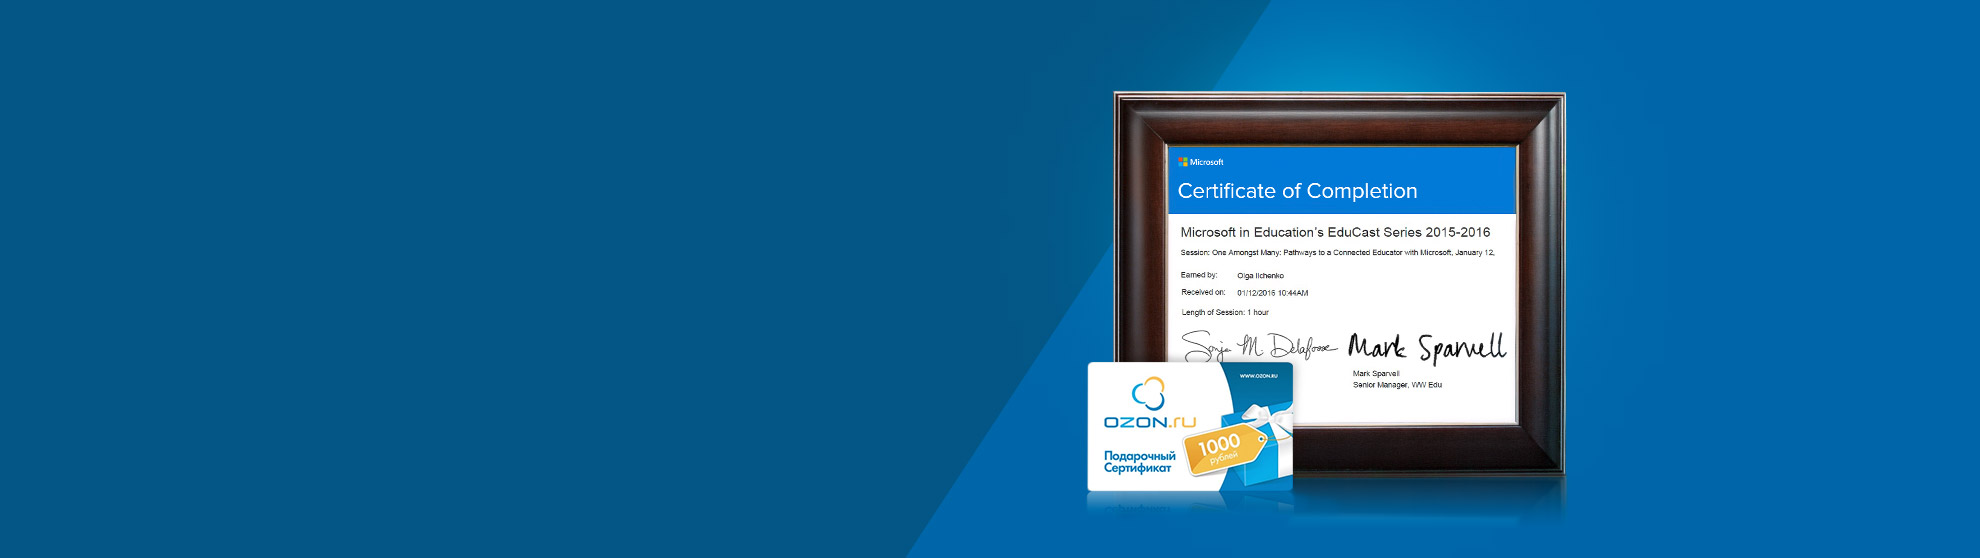 Microsoft
Certificate of Completion
Microsoft in Education's EduCast Series 2015-2016
Session: One Amongst Many: Pathways to a Connected Educator with Microsoft, January 12,
Earned by: Olga Ilchenko
Received on: 01/12/2016 10:44AM
Length of Session: 1 hour
Sonja M. Delafosse Mark Sparvell
Mark Sparvell
Senior Manager, WW Edu
WWW.OZON.RU
OZON.ru
1000
рублей
Подарочный
Сертификат